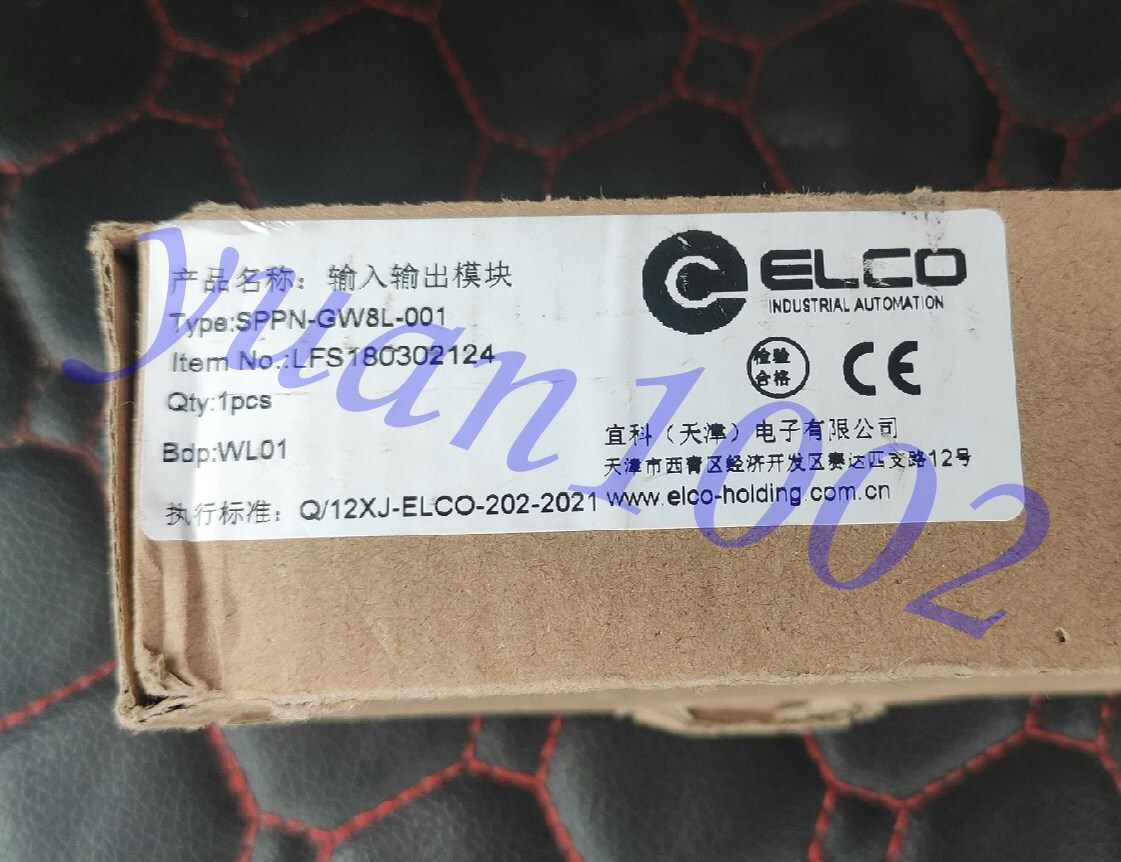 产品名称：输入输出模块
Type:SPPN-GW8L-001
Item No.:LFS180302124
Qty:1pcs
Bdp:WL01
执行标准：Q/12XJ-ELCO-202-2021
ELCO
INDUSTRIAL AUTOMATION
检验
合格
CE
宜科（天津）电子有限公司
天津市西青区经济开发区赛达四支路12号
www.elco-holding.com.cn
yuan1002